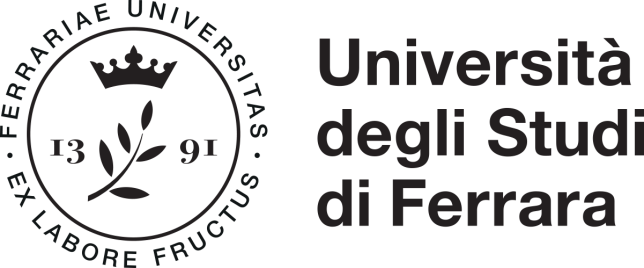 FERRARIAE UNIVERSITAS
13 91
· EX LABORE FRUCTUS ·
Università
degli Studi
di Ferrara